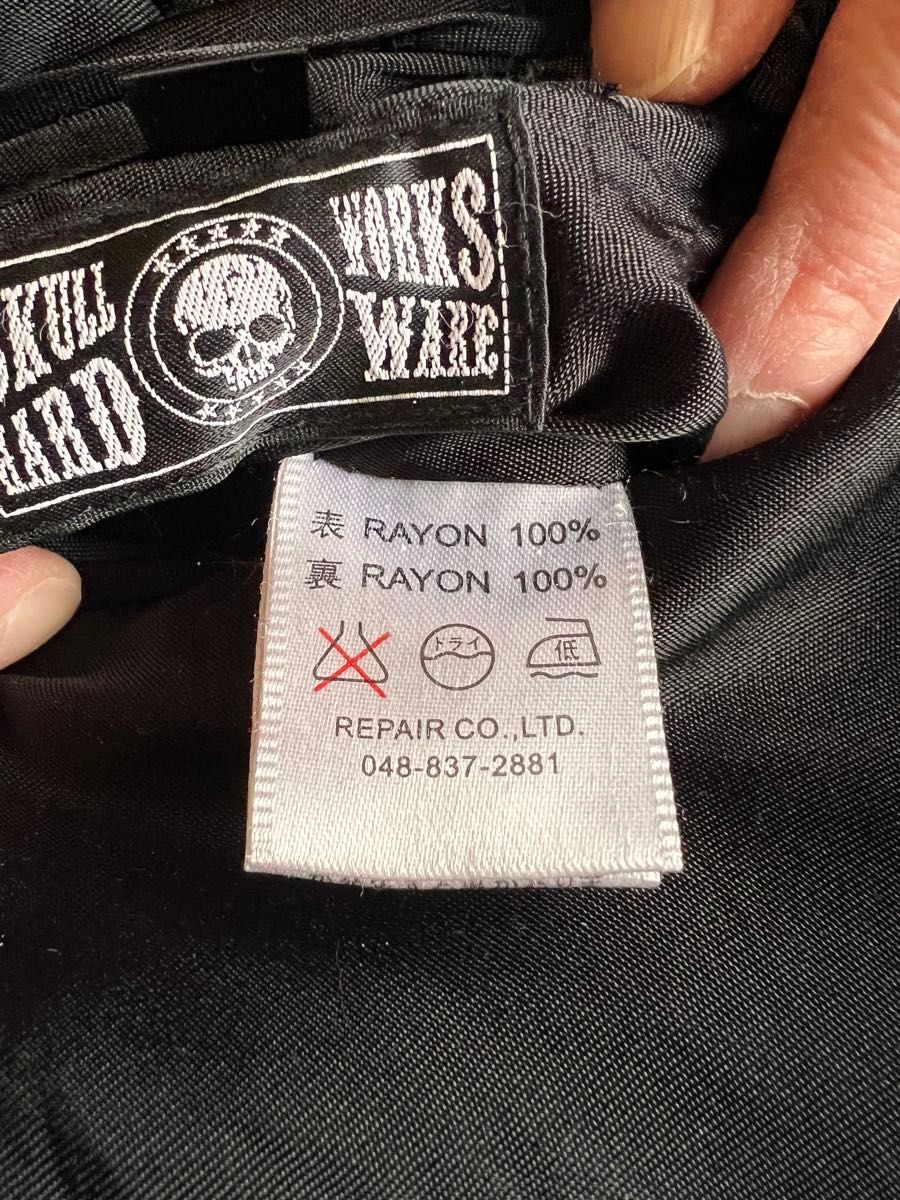 SKULL WORKS
HARD WARE
表 RAYON 100%
裏 RAYON 100%
ドライ 低
REPAIR CO.,LTD.
048-837-2881